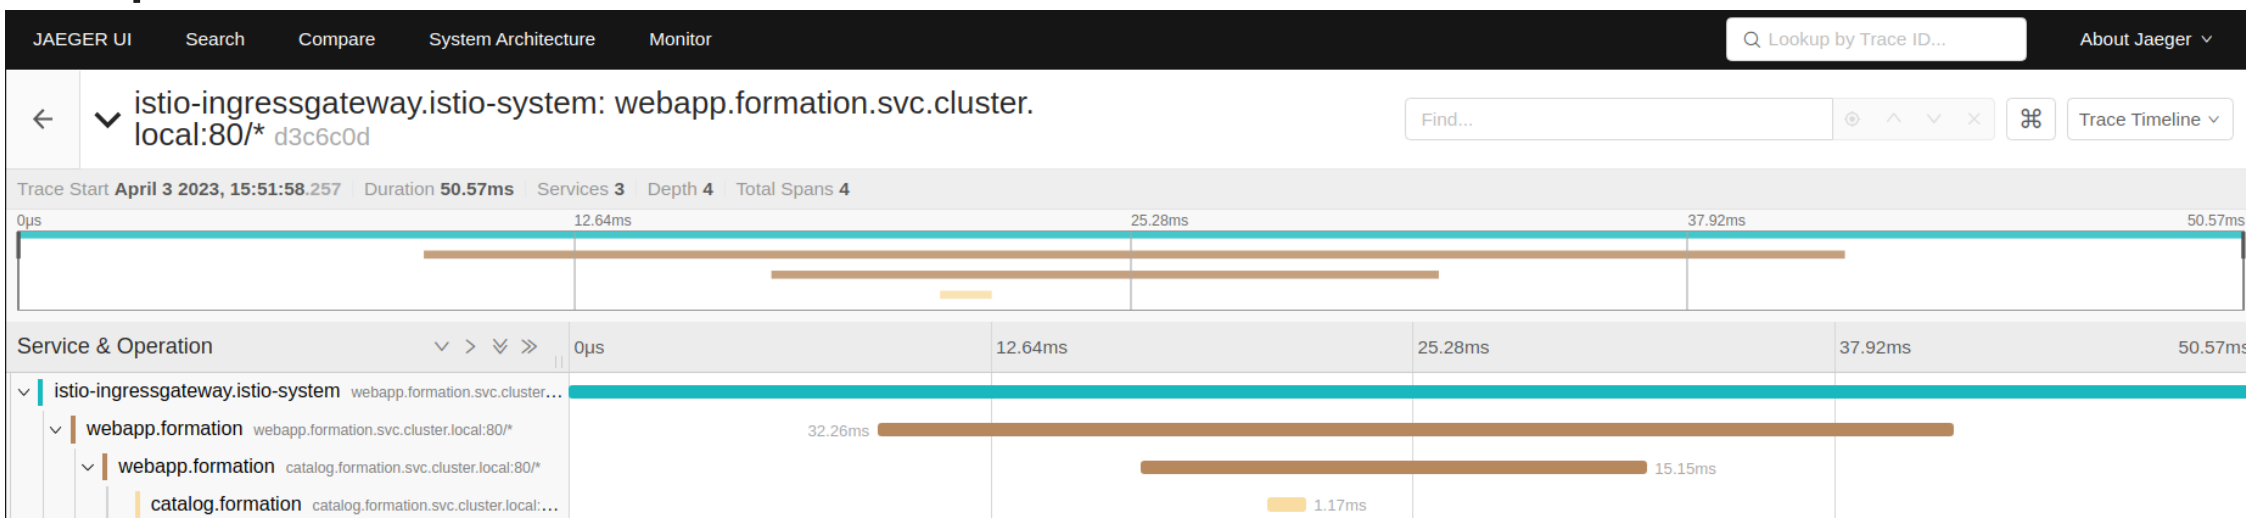 JAEGER UI Search Compare System Architecture Monitor Lookup by Trace ID... About Jaeger
istio-ingressgateway.istio-system: webapp.formation.svc.cluster.
local:80/* d3c6c0d
Find... ⌘ Trace Timeline
Trace Start April 3 2023, 15:51:58.257 Duration 50.57ms Services 3 Depth 4 Total Spans 4
0μs 12.64ms 25.28ms 37.92ms 50.57ms
Service & Operation 0μs 12.64ms 25.28ms 37.92ms 50.57ms
istio-ingressgateway.istio-system webapp.formation.svc.cluster...
webapp.formation webapp.formation.svc.cluster.local:80/* 32.26ms
webapp.formation catalog.formation.svc.cluster.local:80/* 15.15ms
catalog.formation catalog.formation.svc.cluster.local:... 1.17ms